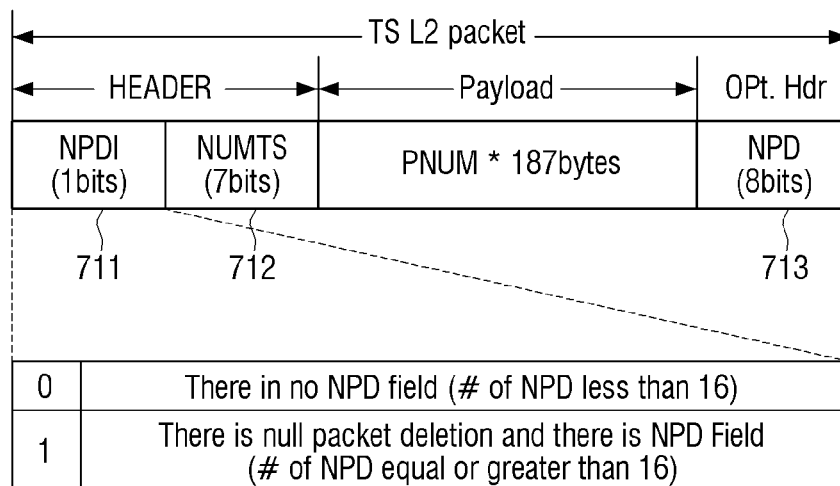 TS L2 packet
HEADER
Payload
OPt. Hdr
NPDI
(1bits)
NUMTS
(7bits)
PNUM * 187bytes
NPD
(8bits)
711
712
713
0
There in no NPD field (# of NPD less than 16)
1
There is null packet deletion and there is NPD Field
(# of NPD equal or greater than 16)